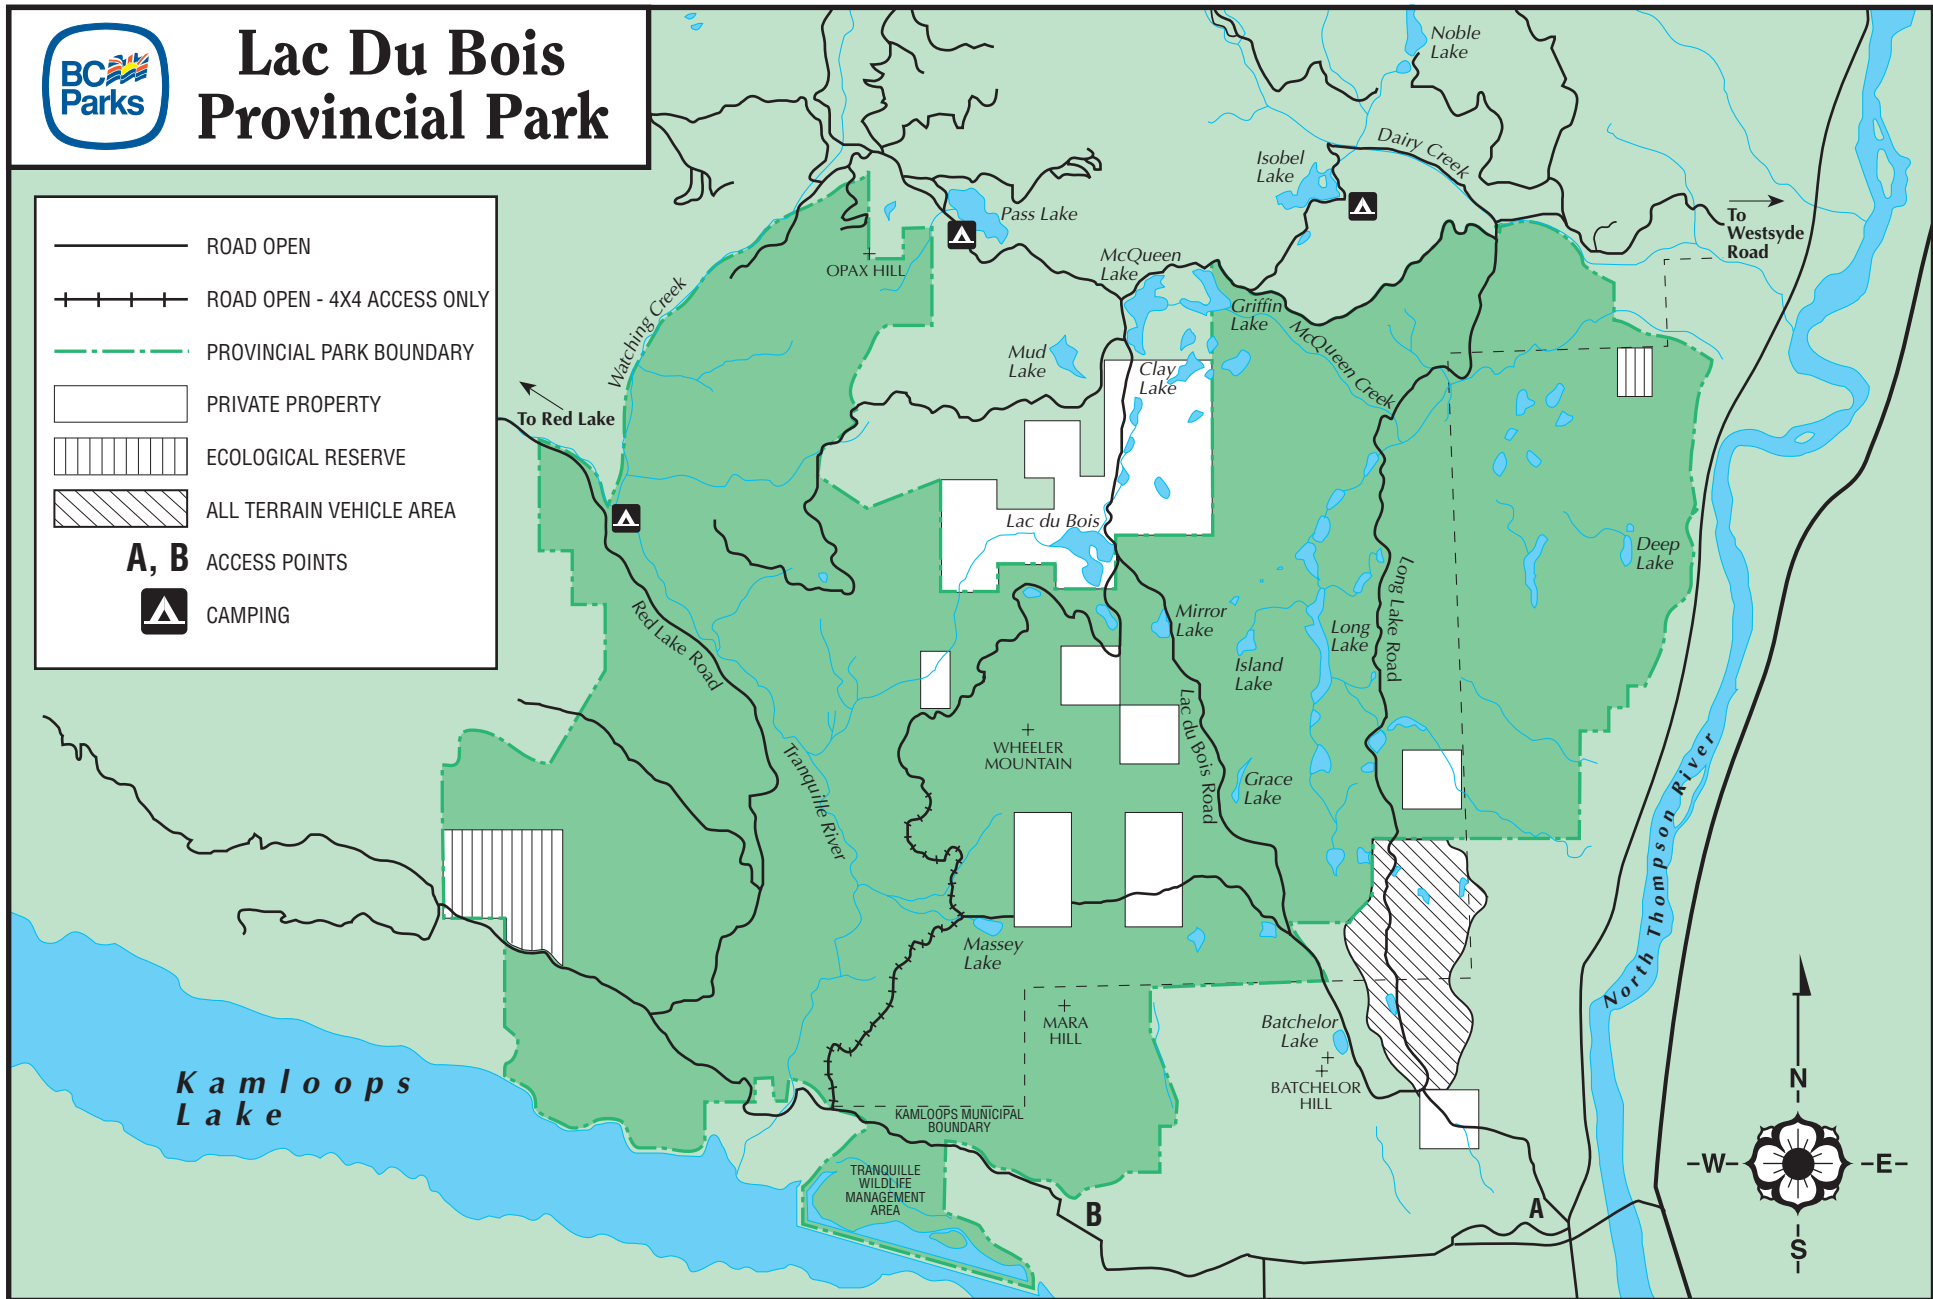 BC
Parks
Lac Du Bois
Provincial Park
ROAD OPEN
ROAD OPEN - 4X4 ACCESS ONLY
PROVINCIAL PARK BOUNDARY
PRIVATE PROPERTY
ECOLOGICAL RESERVE
ALL TERRAIN VEHICLE AREA
A, B ACCESS POINTS
CAMPING
Noble
Lake
Dairy Creek
Isobel
Lake
Pass Lake
To
Westsyde
Road
OPAX HILL
McQueen
Lake
Griffin
Lake
Watching Creek
McQueen Creek
Mud
Lake
Clay
Lake
To Red Lake
Lac du Bois
Deep
Lake
Long Lake Road
Red Lake Road
Mirror
Lake
Long
Lake
Island
Lake
Lac du Bois Road
WHEELER
MOUNTAIN
Tranquille River
Grace
Lake
North Thompson River
Massey
Lake
MARA
HILL
Batchelor
Lake
BATCHELOR
HILL
Kamloops
Lake
KAMLOOPS MUNICIPAL
BOUNDARY
TRANQUILLE
WILDLIFE
MANAGEMENT
AREA
B
A
N
W
E
S